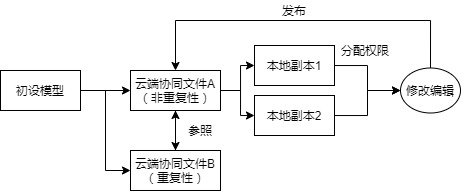 发布
初设模型
云端协同文件A
（非重复性）
本地副本1
分配权限
修改编辑
本地副本2
参照
云端协同文件B
（重复性）